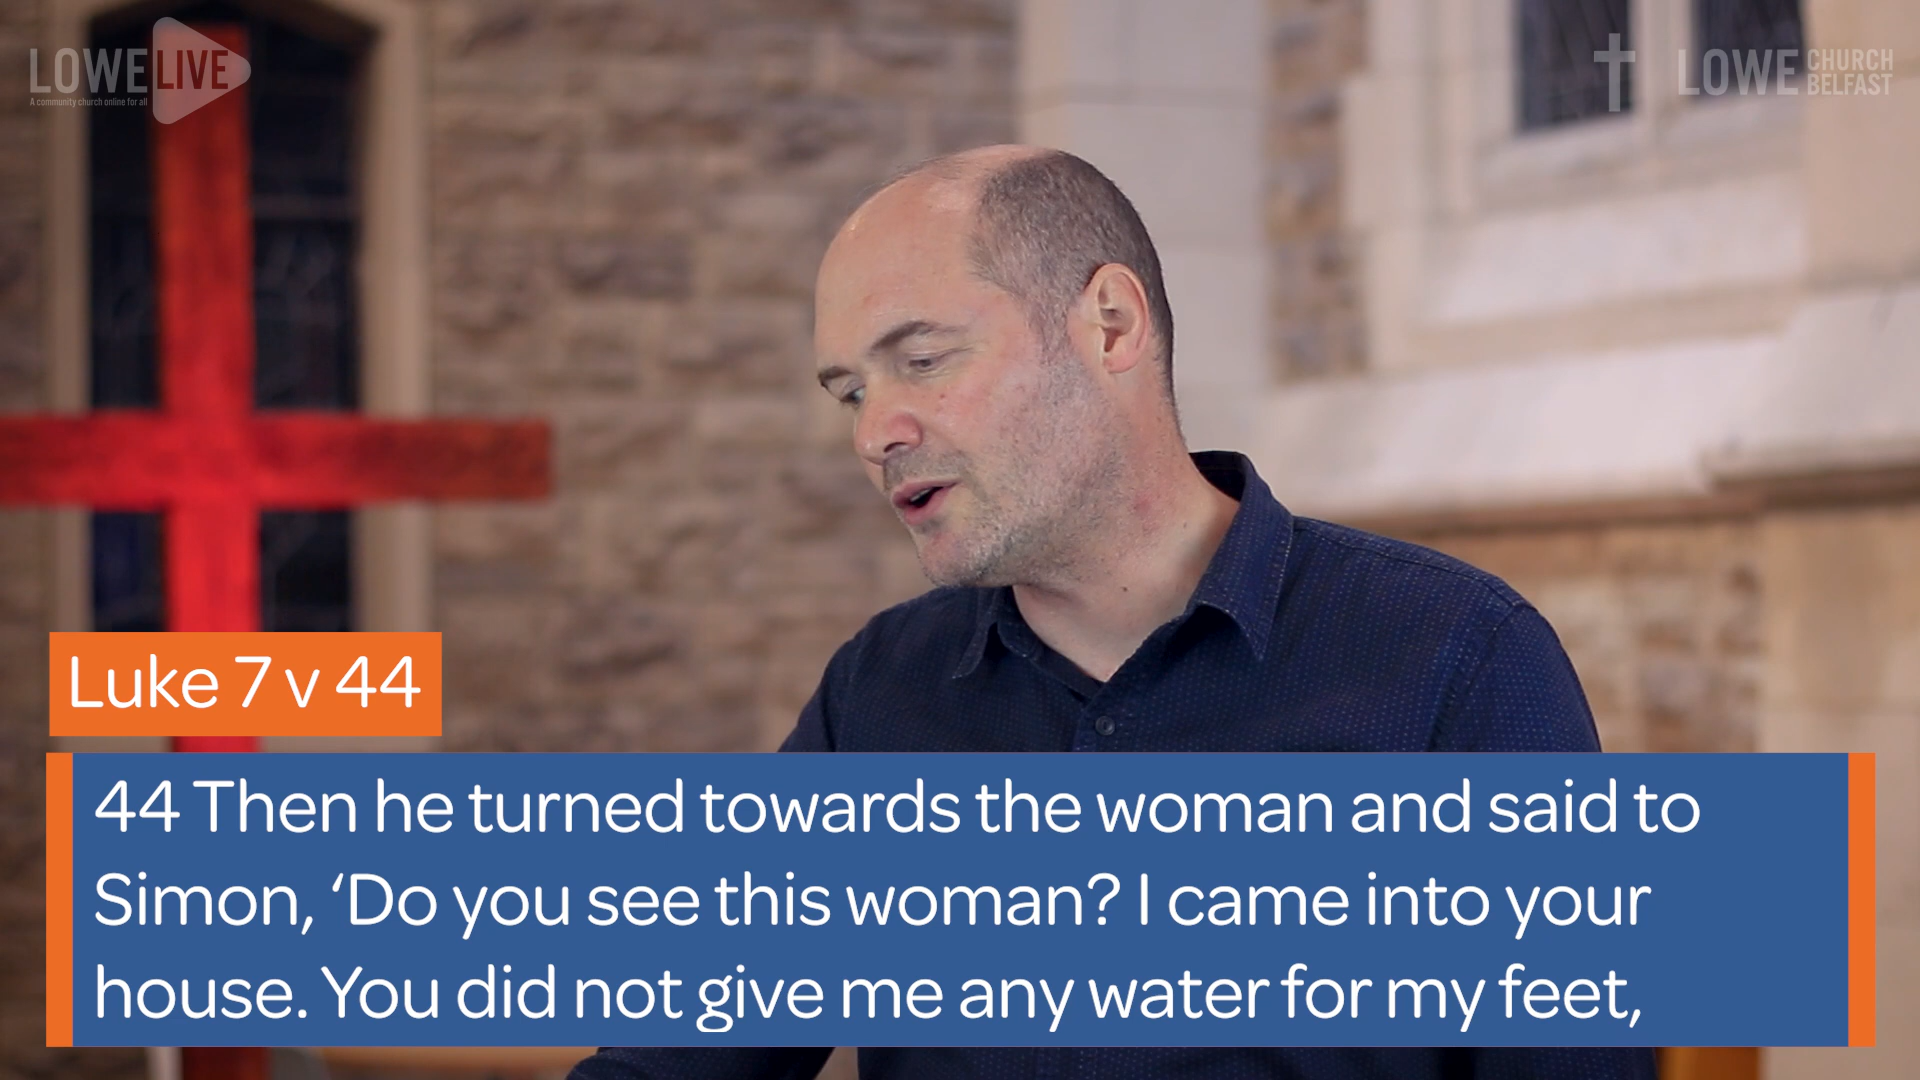 LOWE LIVE
A community church online for all
LOWE CHURCH
BELFAST
Luke 7 v 44
44 Then he turned towards the woman and said to
Simon, ‘Do you see this woman? I came into your
house. You did not give me any water for my feet,